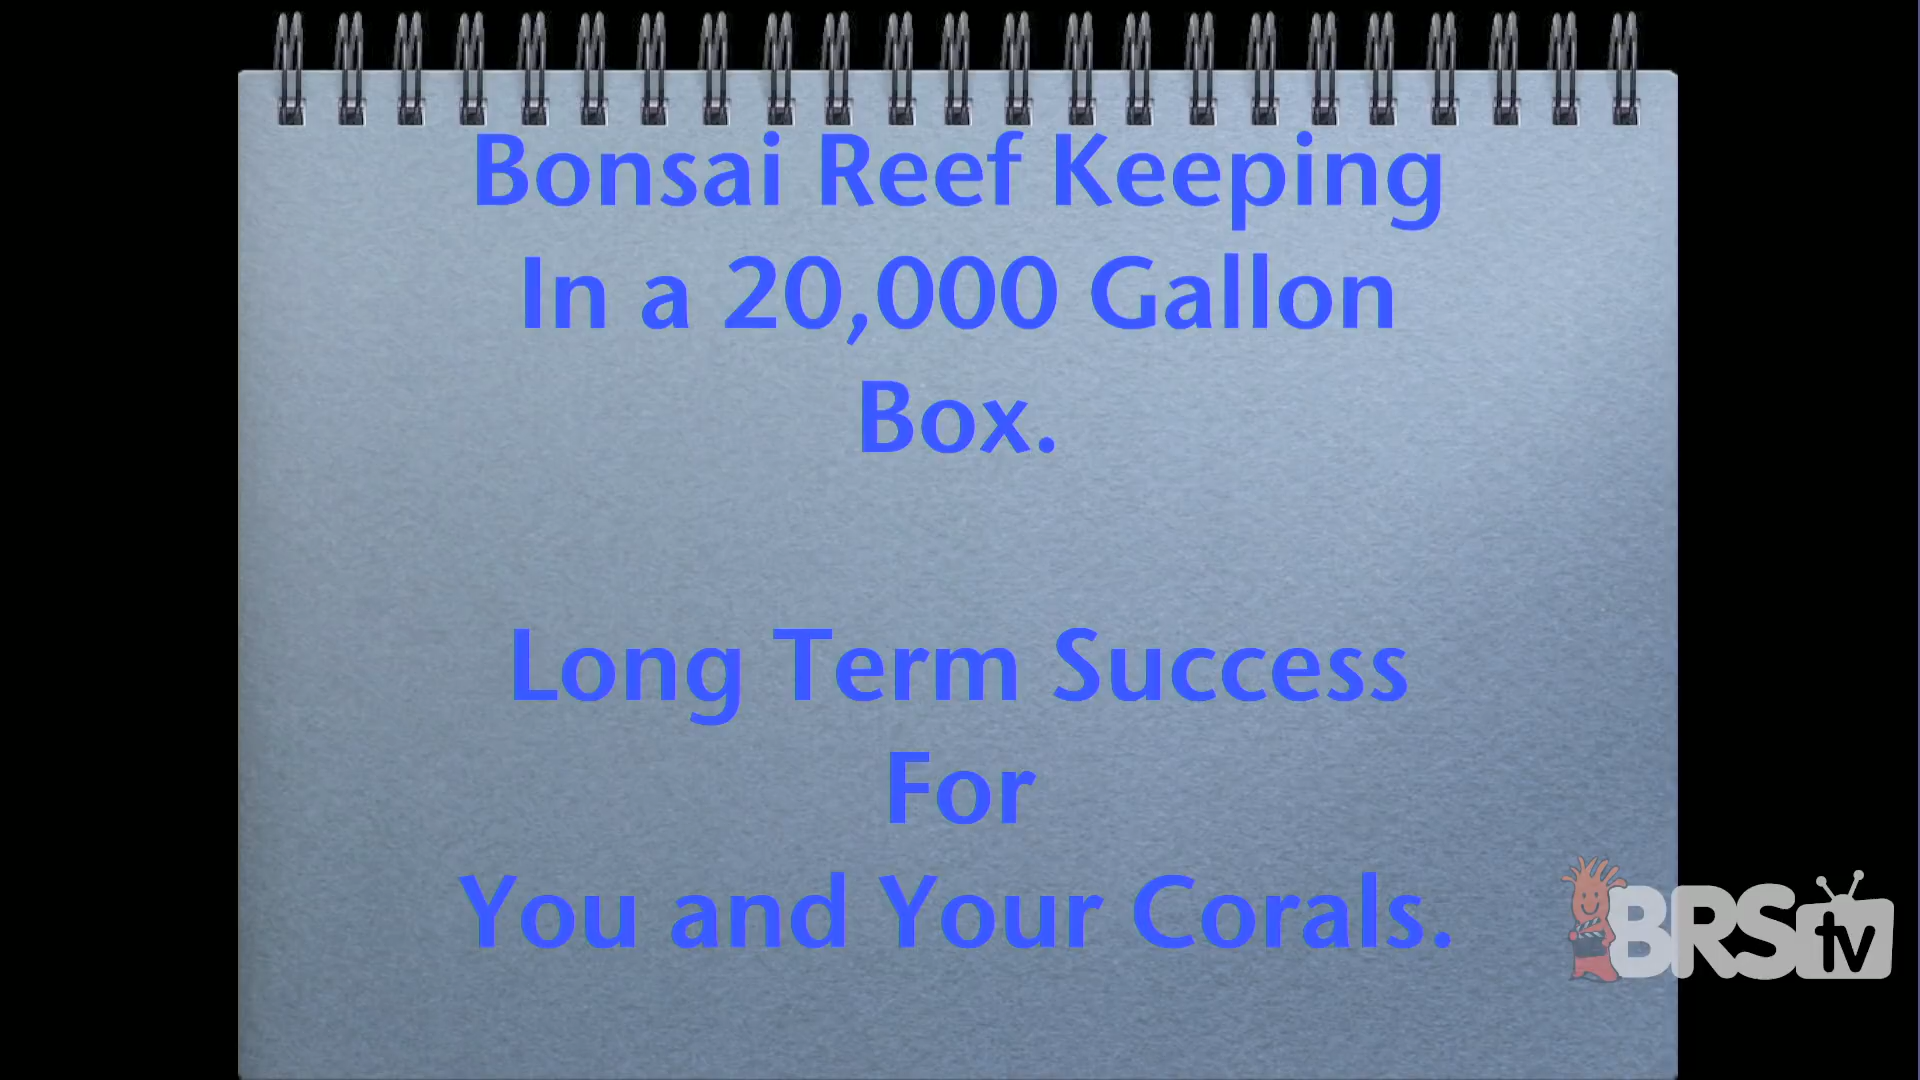 Bonsai Reef Keeping
In a 20,000 Gallon
Box.
Long Term Success
For
You and Your Corals.
BRStv